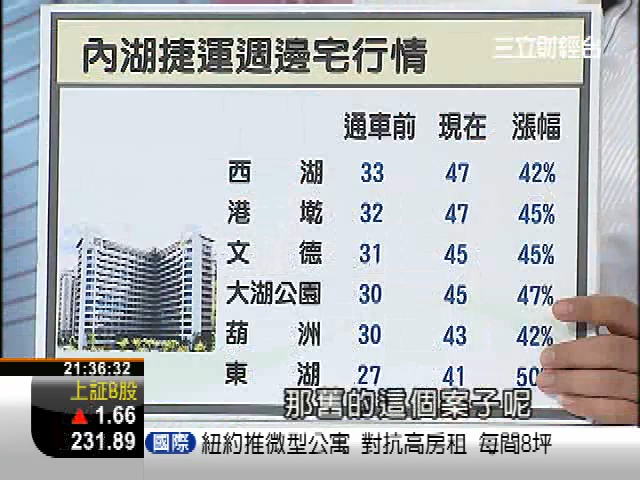 內湖捷運週邊宅行情
三立財經台
通車前 現在 漲幅
西湖 33 47 42%
港墘 32 47 45%
文德 31 45 45%
大湖公園 30 45 47%
葫洲 30 43 42%
東湖 27 41 50
那舊的這個案子呢
21:36:32
上証B股
▲ 1.66
231.89
國際 紐約推微型公寓 對抗高房租 每間8坪